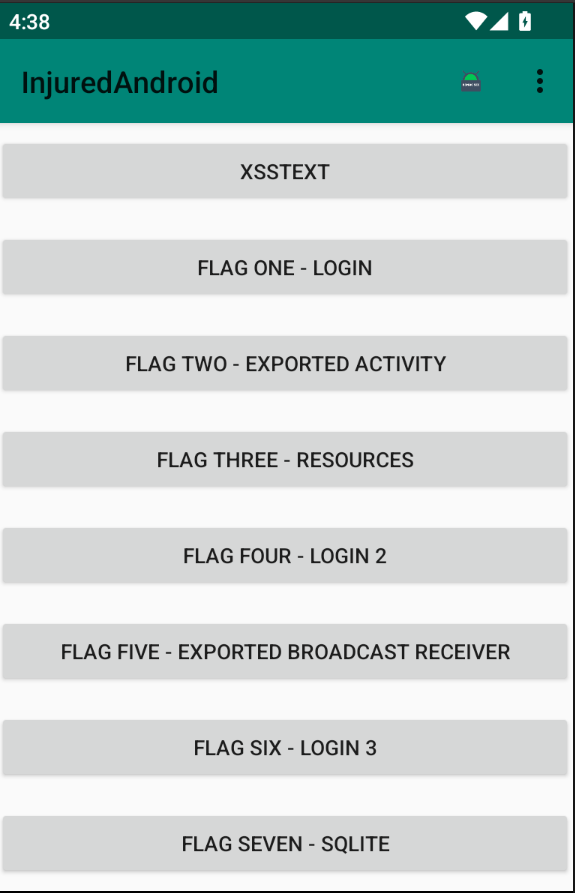 4:38
InjuredAndroid
XSSTEXT
FLAG ONE - LOGIN
FLAG TWO - EXPORTED ACTIVITY
FLAG THREE - RESOURCES
FLAG FOUR - LOGIN 2
FLAG FIVE - EXPORTED BROADCAST RECEIVER
FLAG SIX - LOGIN 3
FLAG SEVEN - SQLITE